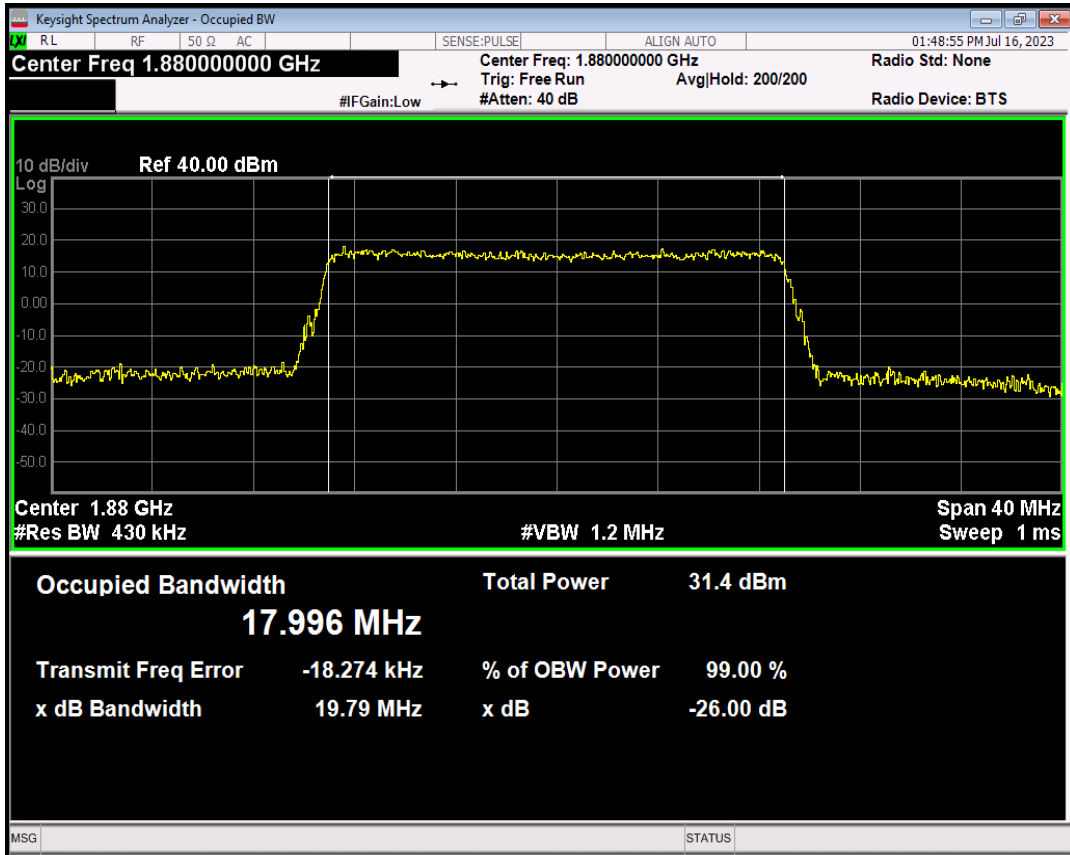 Keysight Spectrum Analyzer - Occupied BW
LXI RL RF 50 Ω AC SENSE:PULSE ALIGN AUTO 01:48:55 PM Jul 16, 2023
Center Freq 1.880000000 GHz Center Freq: 1.880000000 GHz Radio Std: None
Trig: Free Run Avg|Hold: 200/200
#IFGain:Low #Atten: 40 dB Radio Device: BTS
10 dB/div Ref 40.00 dBm
Log
30.0
20.0
10.0
0.00
-10.0
-20.0
-30.0
-40.0
-50.0
Center 1.88 GHz Span 40 MHz
#Res BW 430 kHz #VBW 1.2 MHz Sweep 1 ms
Occupied Bandwidth Total Power 31.4 dBm
17.996 MHz
Transmit Freq Error -18.274 kHz % of OBW Power 99.00 %
x dB Bandwidth 19.79 MHz x dB -26.00 dB
MSG STATUS